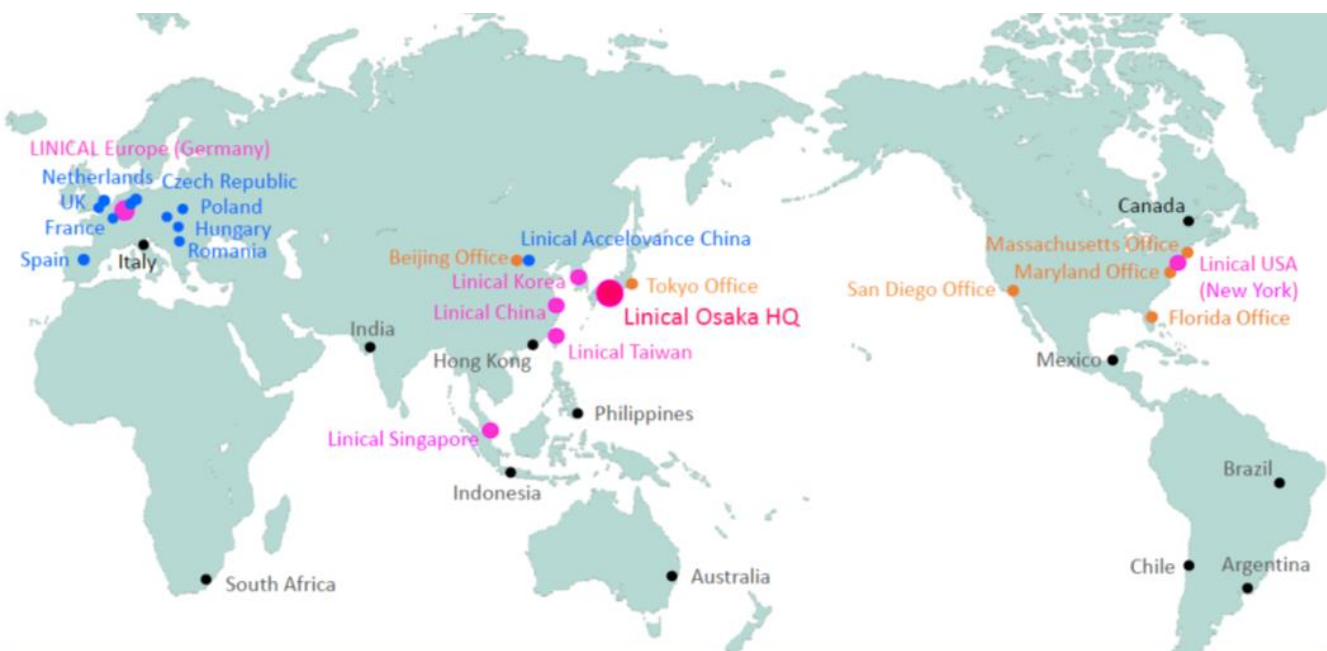 LINICAL Europe (Germany)
Netherlands
Czech Republic
UK
Poland
France
Hungary
Romania
Spain
Italy
Beijing Office
Linical Accelovance China
Linical Korea
Tokyo Office
Linical China
Linical Osaka HQ
India
Hong Kong
Linical Taiwan
Philippines
Linical Singapore
Indonesia
South Africa
Australia
Canada
Massachusetts Office
Maryland Office
Linical USA
(New York)
San Diego Office
Florida Office
Mexico
Brazil
Chile
Argentina